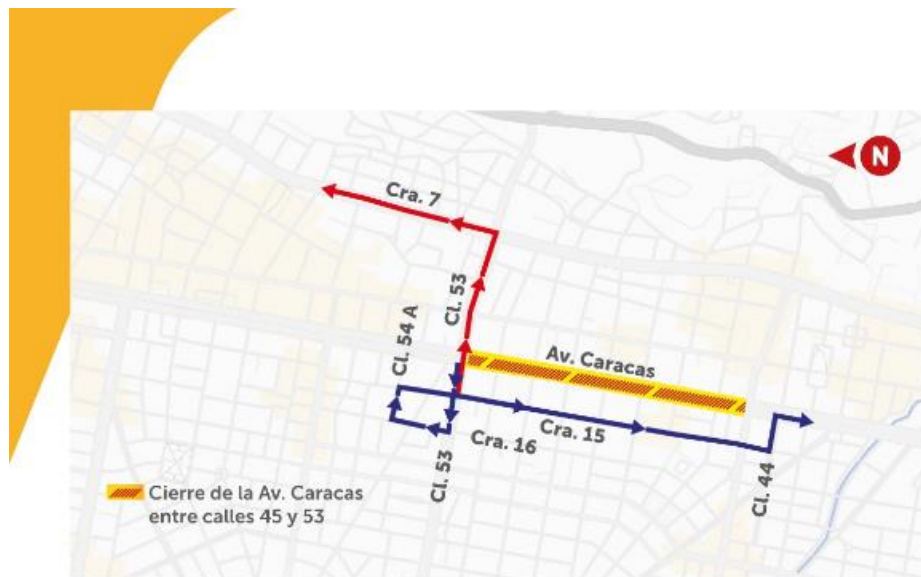 N
Cra. 7
Cl. 53
Cl. 54 A
Av. Caracas
Cra. 15
Cra. 16
Cl. 53
Cl. 44
Cierre de la Av. Caracas
entre calles 45 y 53